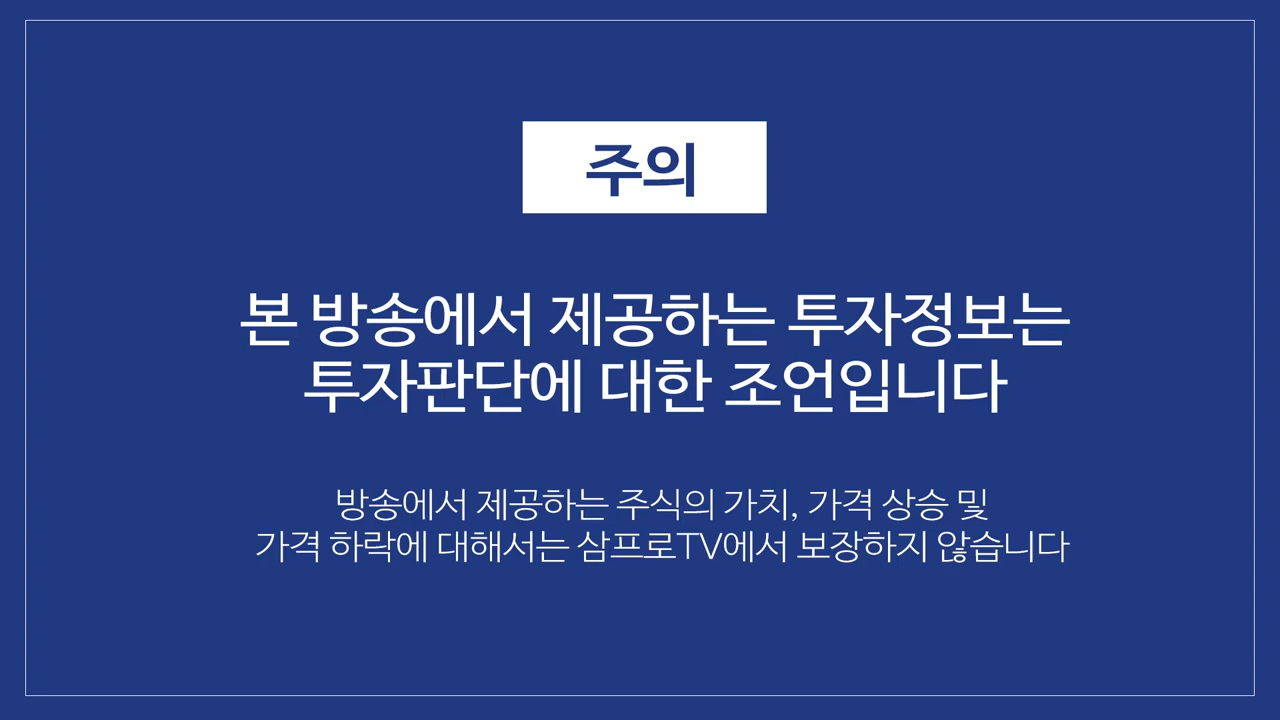 주의
본 방송에서 제공하는 투자정보는
투자판단에 대한 조언입니다
방송에서 제공하는 주식의 가치, 가격 상승 및
가격 하락에 대해서는 삼프로TV에서 보장하지 않습니다